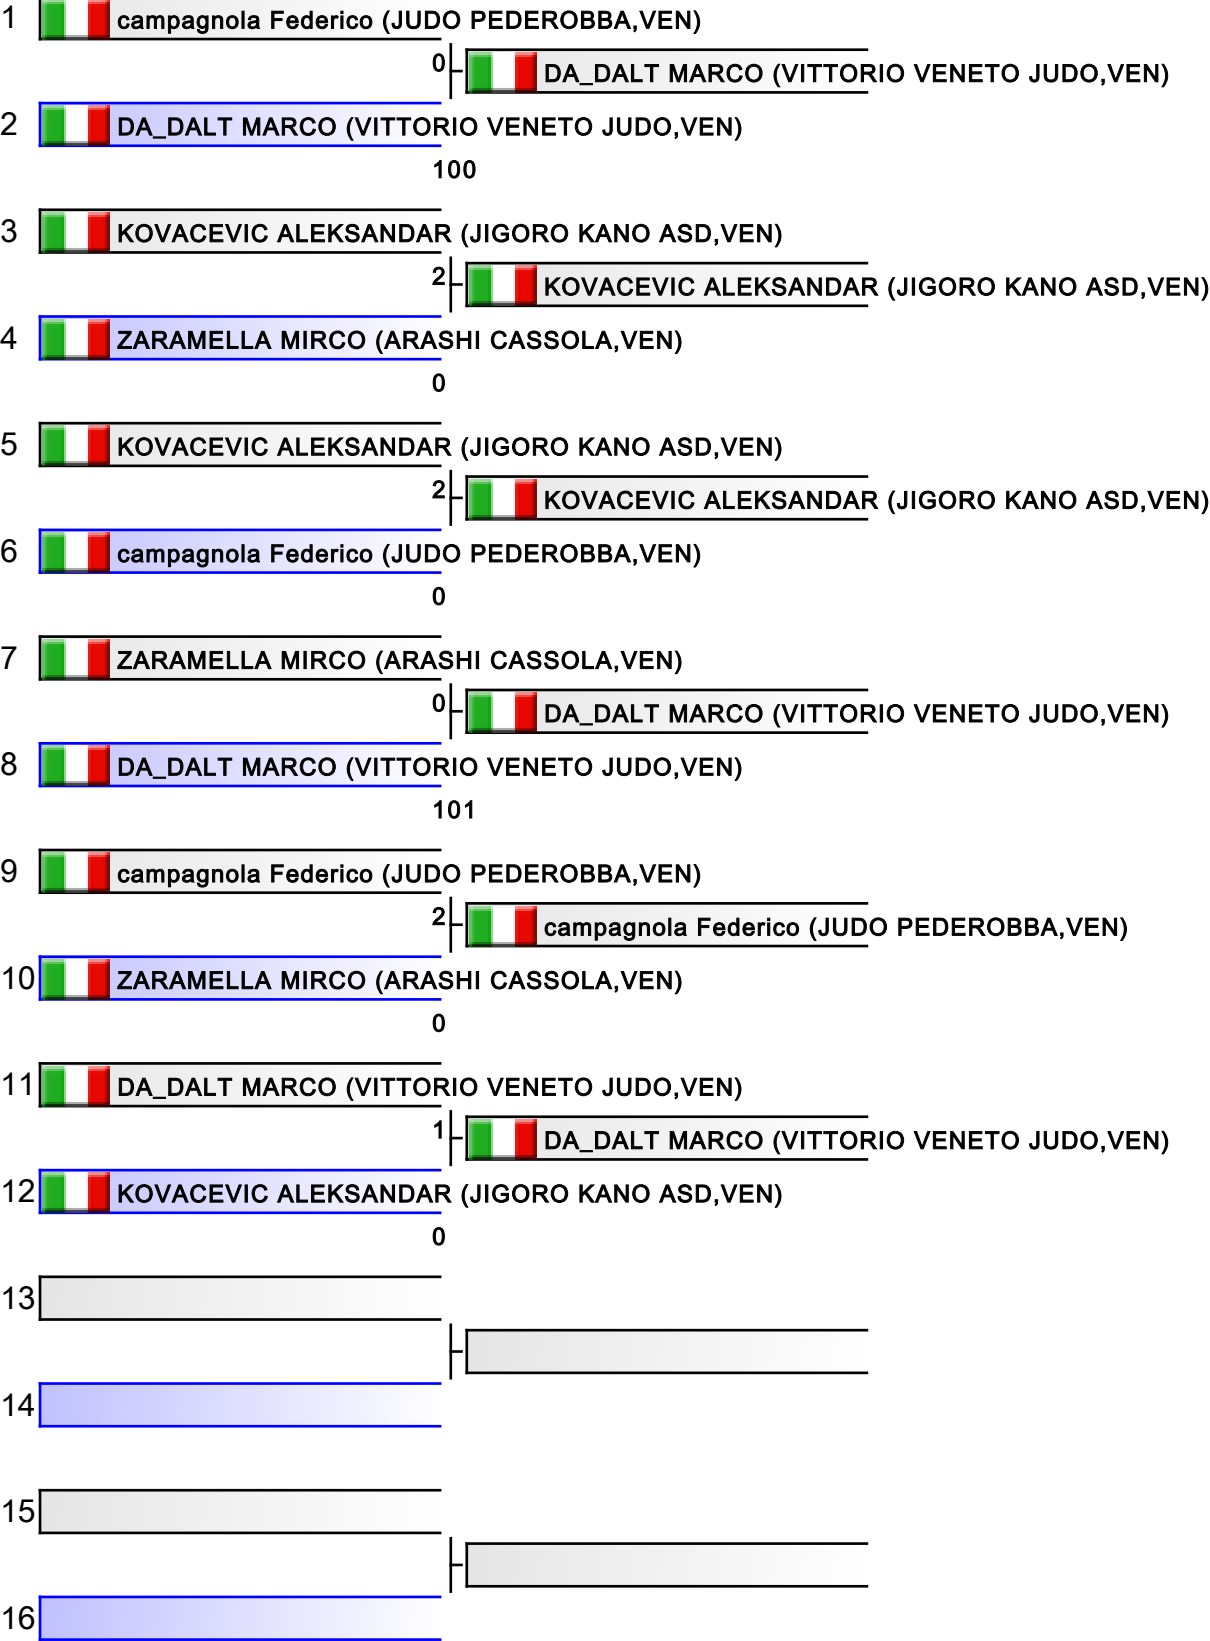 1 campagnola Federico (JUDO PEDEROBBA,VEN)
0 DA_DALT MARCO (VITTORIO VENETO JUDO,VEN)
2 DA_DALT MARCO (VITTORIO VENETO JUDO,VEN)
100
3 KOVACEVIC ALEKSANDAR (JIGORO KANO ASD,VEN)
2 KOVACEVIC ALEKSANDAR (JIGORO KANO ASD,VEN)
4 ZARAMELLA MIRCO (ARASHI CASSOLA,VEN)
0
5 KOVACEVIC ALEKSANDAR (JIGORO KANO ASD,VEN)
2 KOVACEVIC ALEKSANDAR (JIGORO KANO ASD,VEN)
6 campagnola Federico (JUDO PEDEROBBA,VEN)
0
7 ZARAMELLA MIRCO (ARASHI CASSOLA,VEN)
0 DA_DALT MARCO (VITTORIO VENETO JUDO,VEN)
8 DA_DALT MARCO (VITTORIO VENETO JUDO,VEN)
101
9 campagnola Federico (JUDO PEDEROBBA,VEN)
2 campagnola Federico (JUDO PEDEROBBA,VEN)
10 ZARAMELLA MIRCO (ARASHI CASSOLA,VEN)
0
11 DA_DALT MARCO (VITTORIO VENETO JUDO,VEN)
1 DA_DALT MARCO (VITTORIO VENETO JUDO,VEN)
12 KOVACEVIC ALEKSANDAR (JIGORO KANO ASD,VEN)
0
13
14
15
16